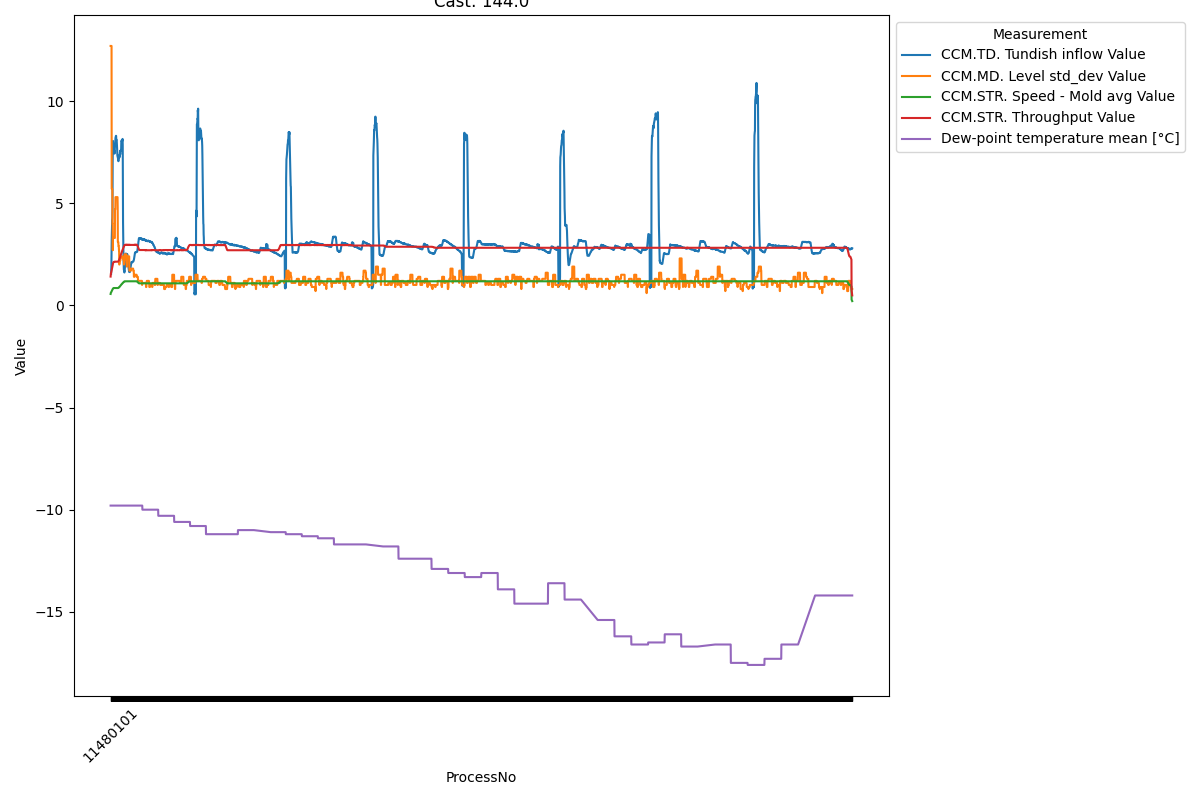 Cast: 144.0
Measurement
CCM.TD. Tundish inflow Value
CCM.MD. Level std_dev Value
CCM.STR. Speed - Mold avg Value
CCM.STR. Throughput Value
Dew-point temperature mean [°C]
10
5
0
−5
−10
−15
Value
11480101
ProcessNo